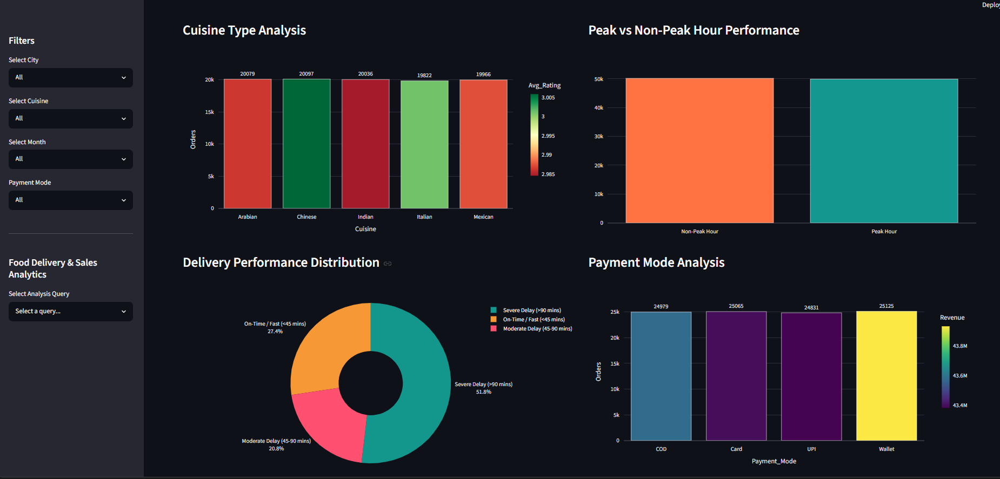 Deploy
Filters
Select City
All
Select Cuisine
All
Select Month
All
Payment Mode
All
Food Delivery & Sales
Analytics
Select Analysis Query
Select a query...
Cuisine Type Analysis
20079
20097
20036
19822
19966
20k
15k
10k
5k
0
Orders
Arabian
Chinese
Indian
Italian
Mexican
Cuisine
Avg_Rating
3.005
3
2.995
2.99
2.985
Peak vs Non-Peak Hour Performance
50k
40k
30k
20k
10k
0
Non-Peak Hour
Peak Hour
Delivery Performance Distribution
On-Time / Fast (<45 mins)
27.4%
Severe Delay (>90 mins)
51.8%
Moderate Delay (45-90 mins)
20.8%
Severe Delay (>90 mins)
On-Time / Fast (<45 mins)
Moderate Delay (45-90 mins)
Payment Mode Analysis
24979
25065
24831
25125
25k
20k
15k
10k
5k
0
Orders
COD
Card
UPI
Wallet
Payment_Mode
Revenue
43.8M
43.6M
43.4M